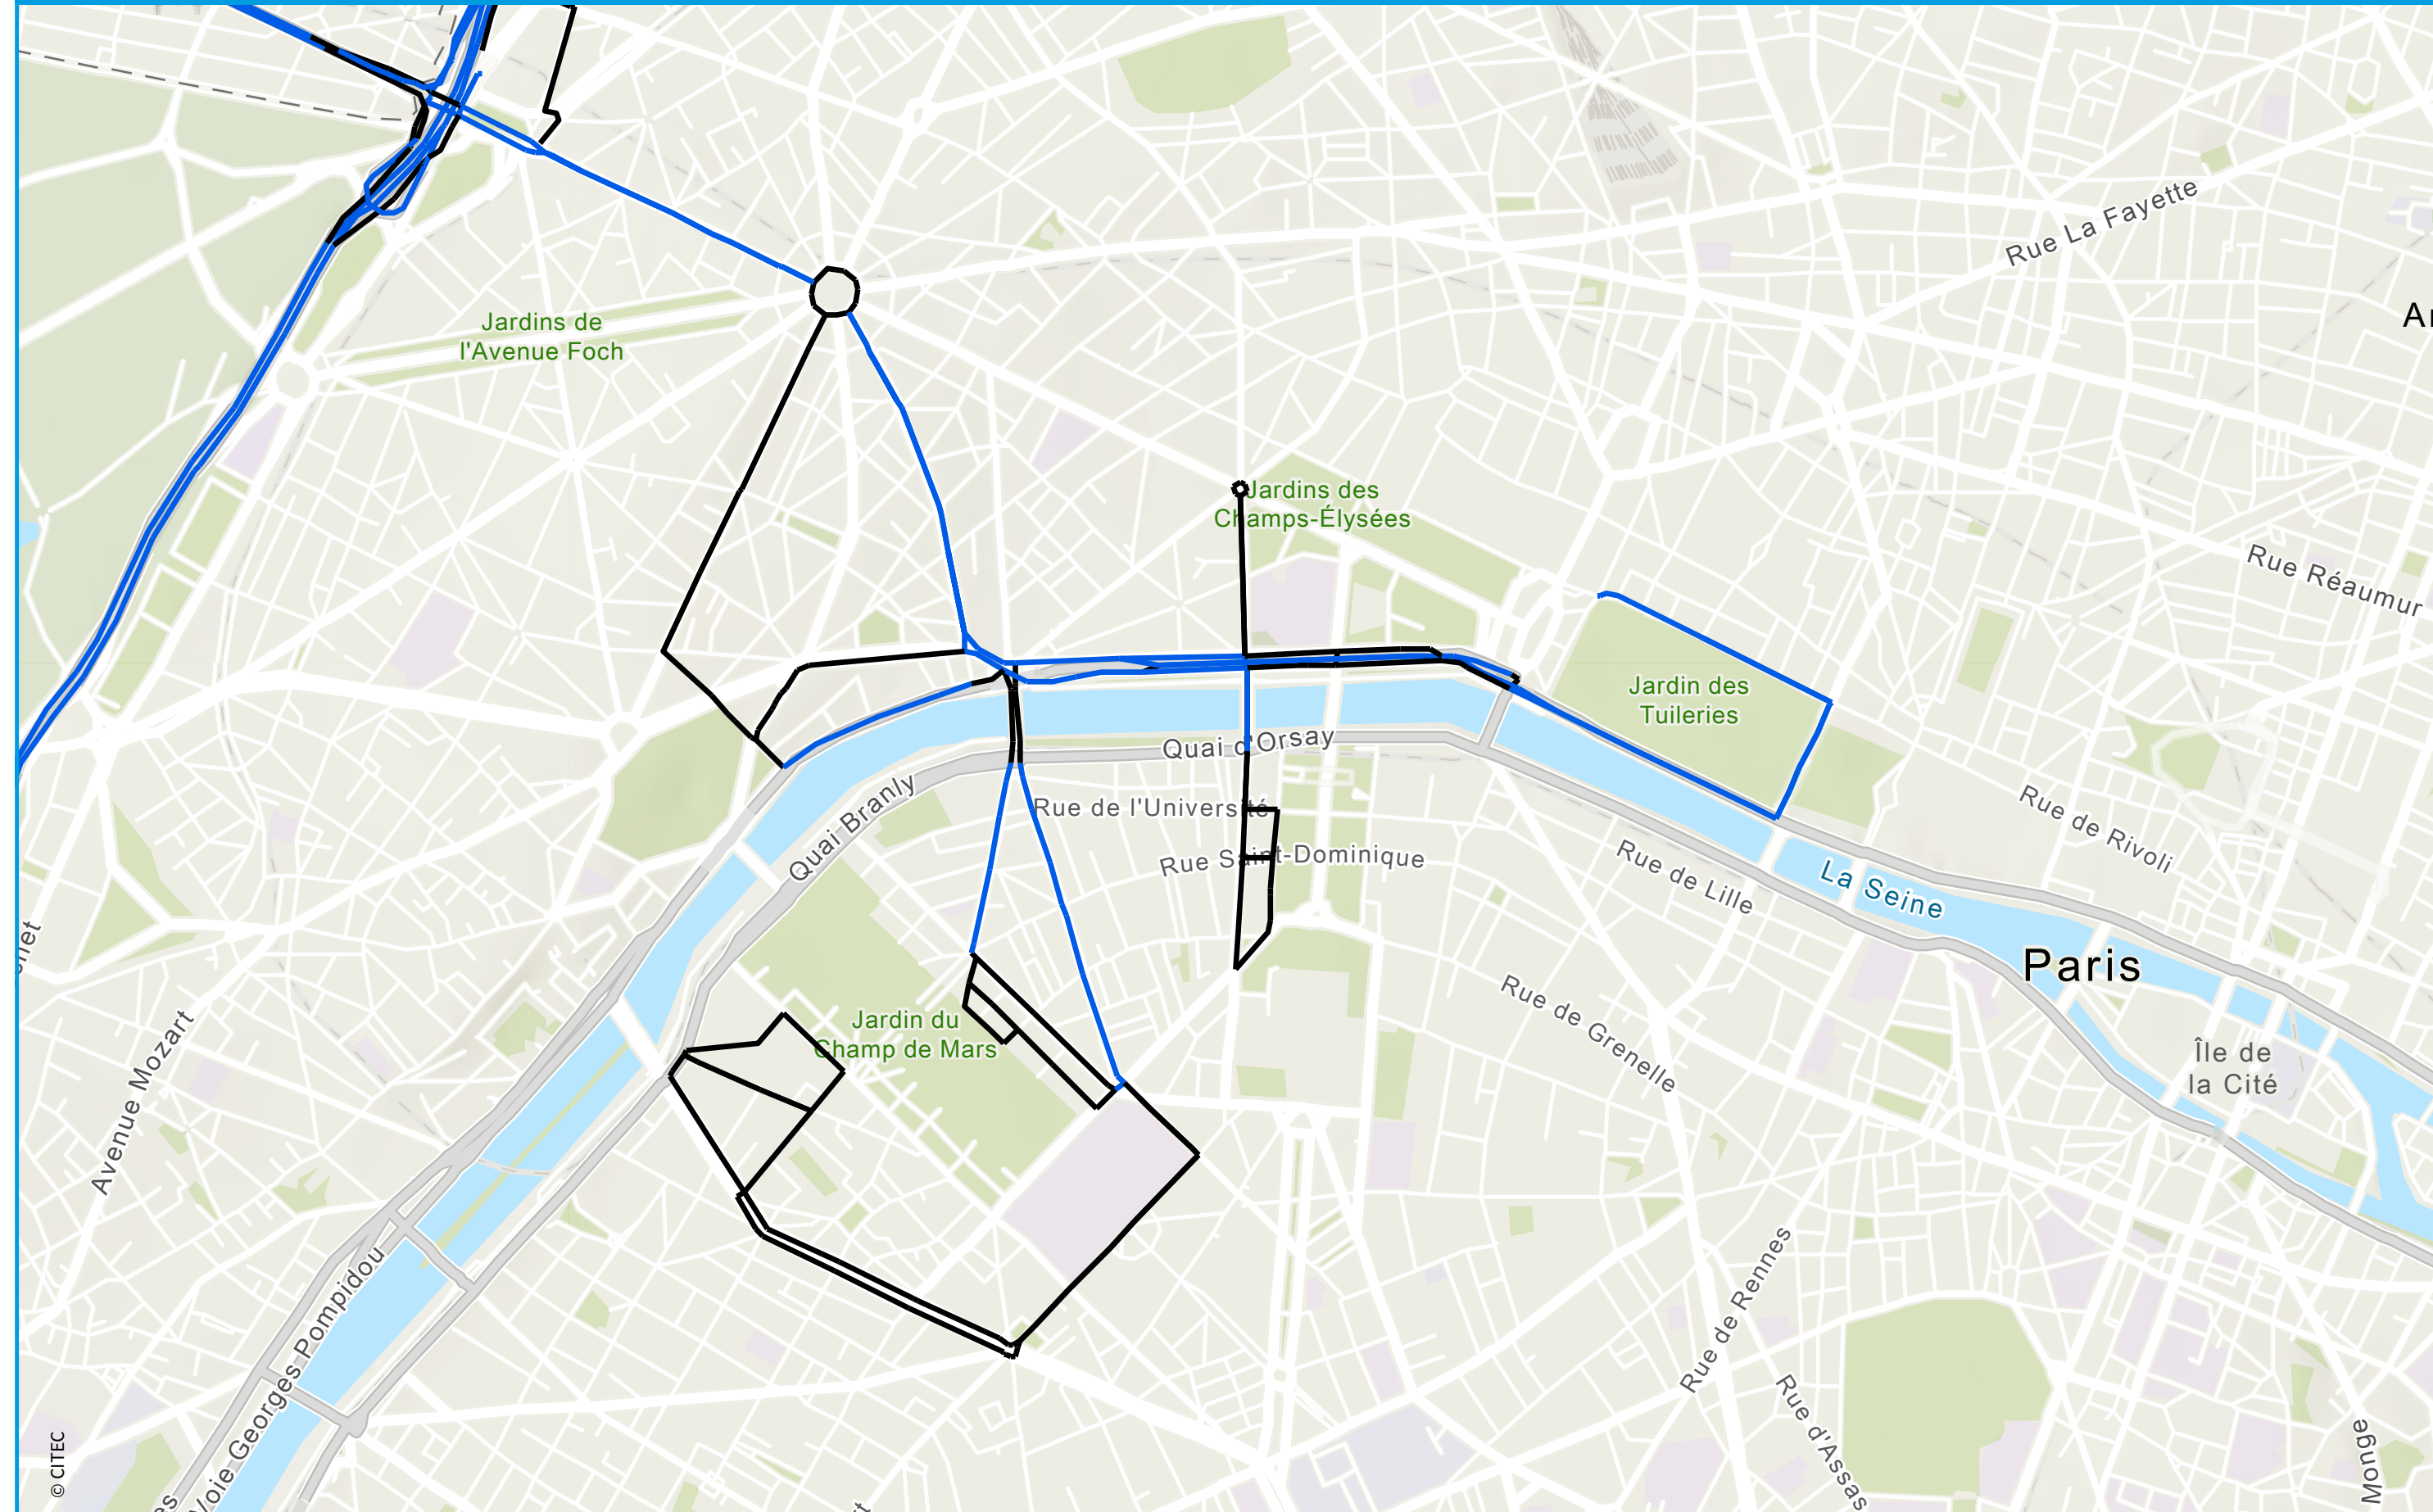 Rue La Fayette
Ar
Jardins de
l'Avenue Foch
Jardins des
Champs-Élysées
Rue Réaumur
Jardin des
Tuileries
Quai d'Orsay
Quai Branly
Rue de l'Université
Rue Saint-Dominique
Rue de Rivoli
Rue de Lille
La Seine
Paris
Rue de Grenelle
Île de
la Cité
Jardin du
Champ de Mars
Avenue Mozart
Voie Georges Pompidou
Rue de Rennes
Rue d'Assas
Monge
© CITEC